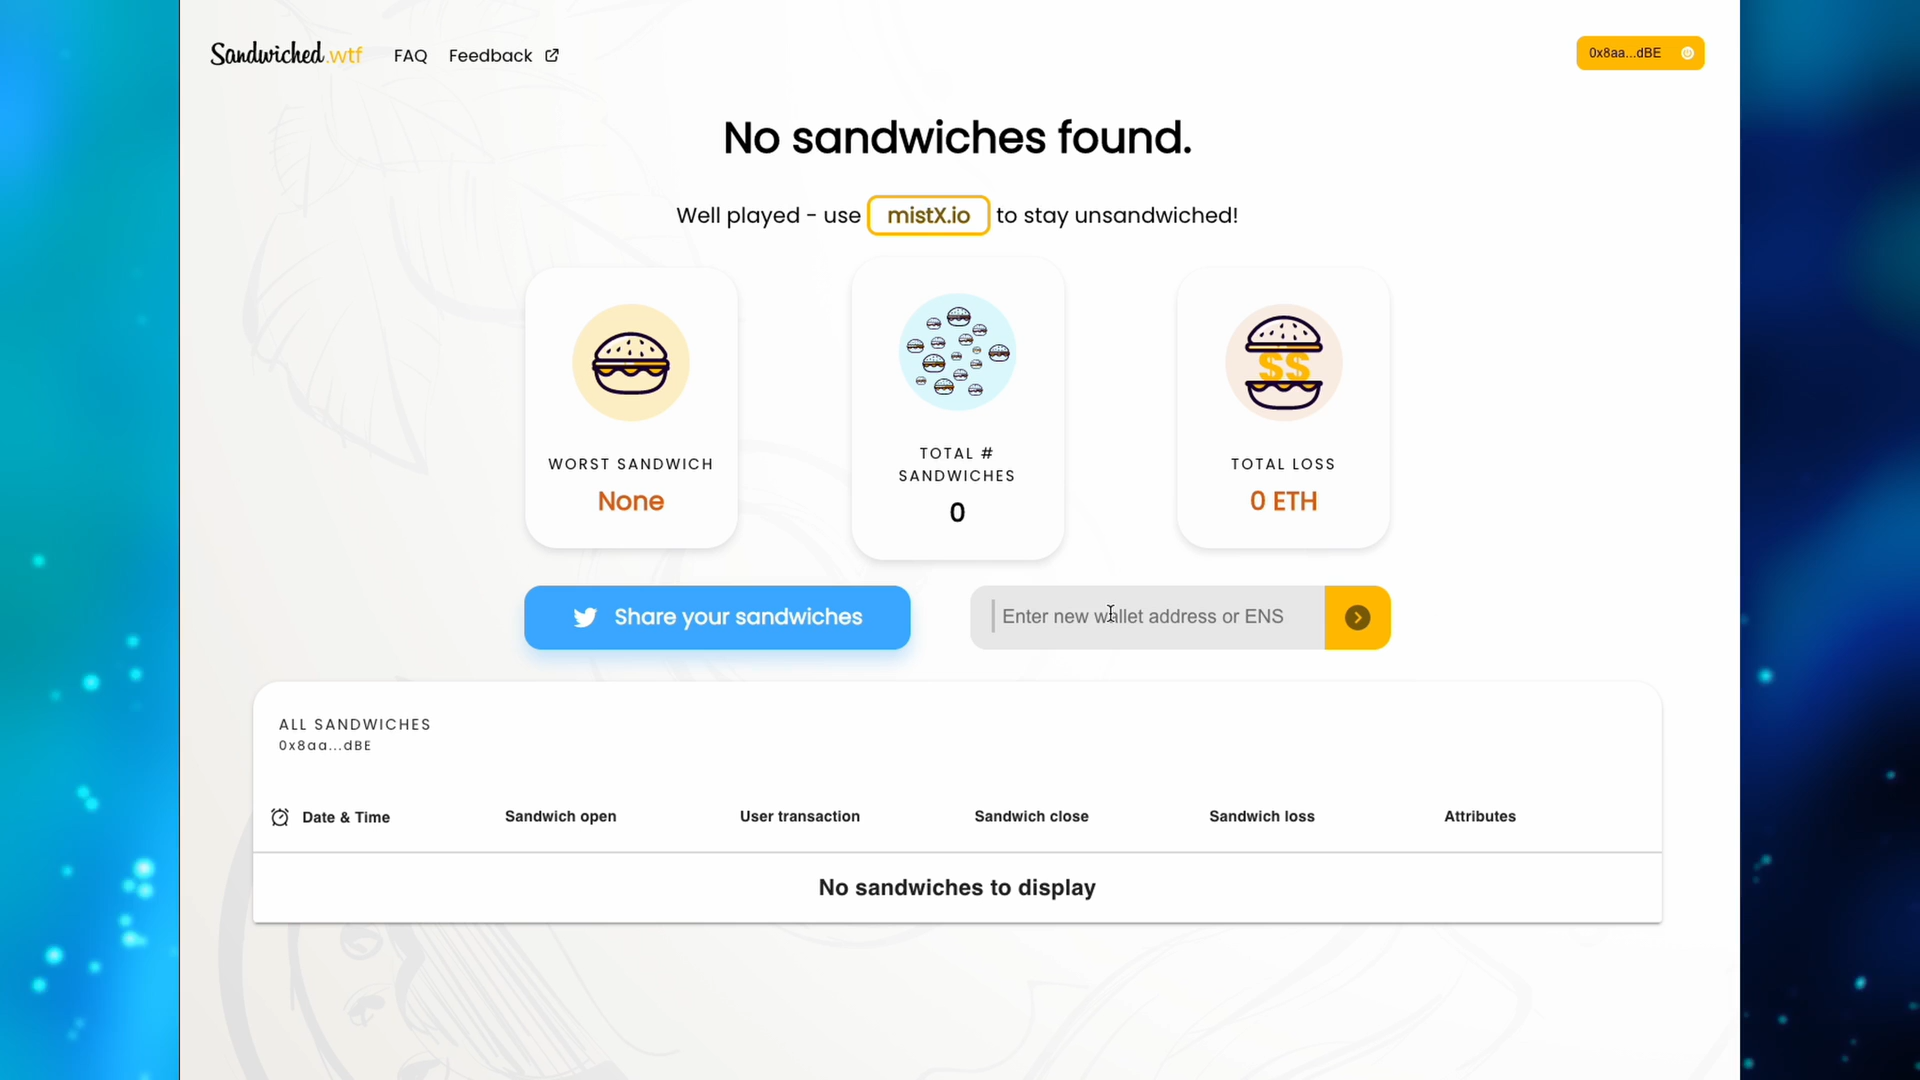 Sandwiched.wtf FAQ Feedback 0x8aa...dBE
No sandwiches found.
Well played - use mistX.io to stay unsandwiched!
WORST SANDWICH
None
TOTAL #
SANDWICHES
0
$$
TOTAL LOSS
0 ETH
Share your sandwiches
Enter new wallet address or ENS
ALL SANDWICHES
0x8aa...dBE
Date & Time Sandwich open User transaction Sandwich close Sandwich loss Attributes
No sandwiches to display